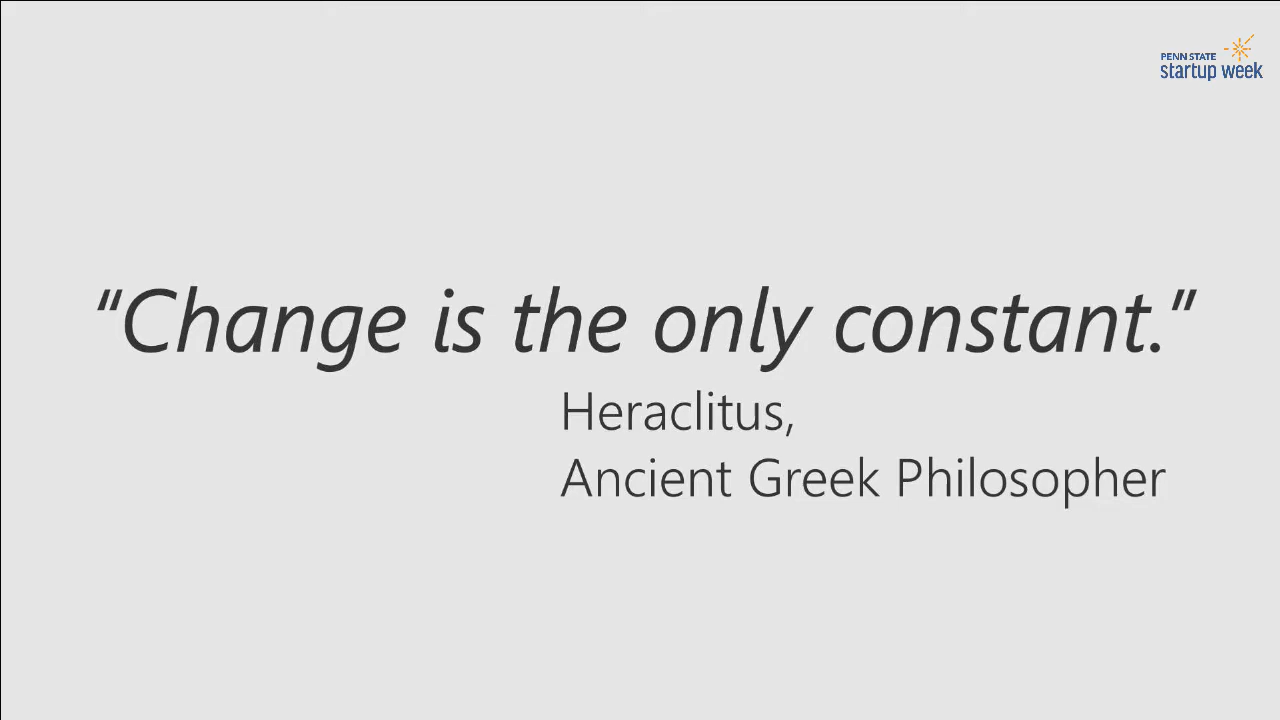 PENN STATE
startup week
“Change is the only constant.”
Heraclitus,
Ancient Greek Philosopher